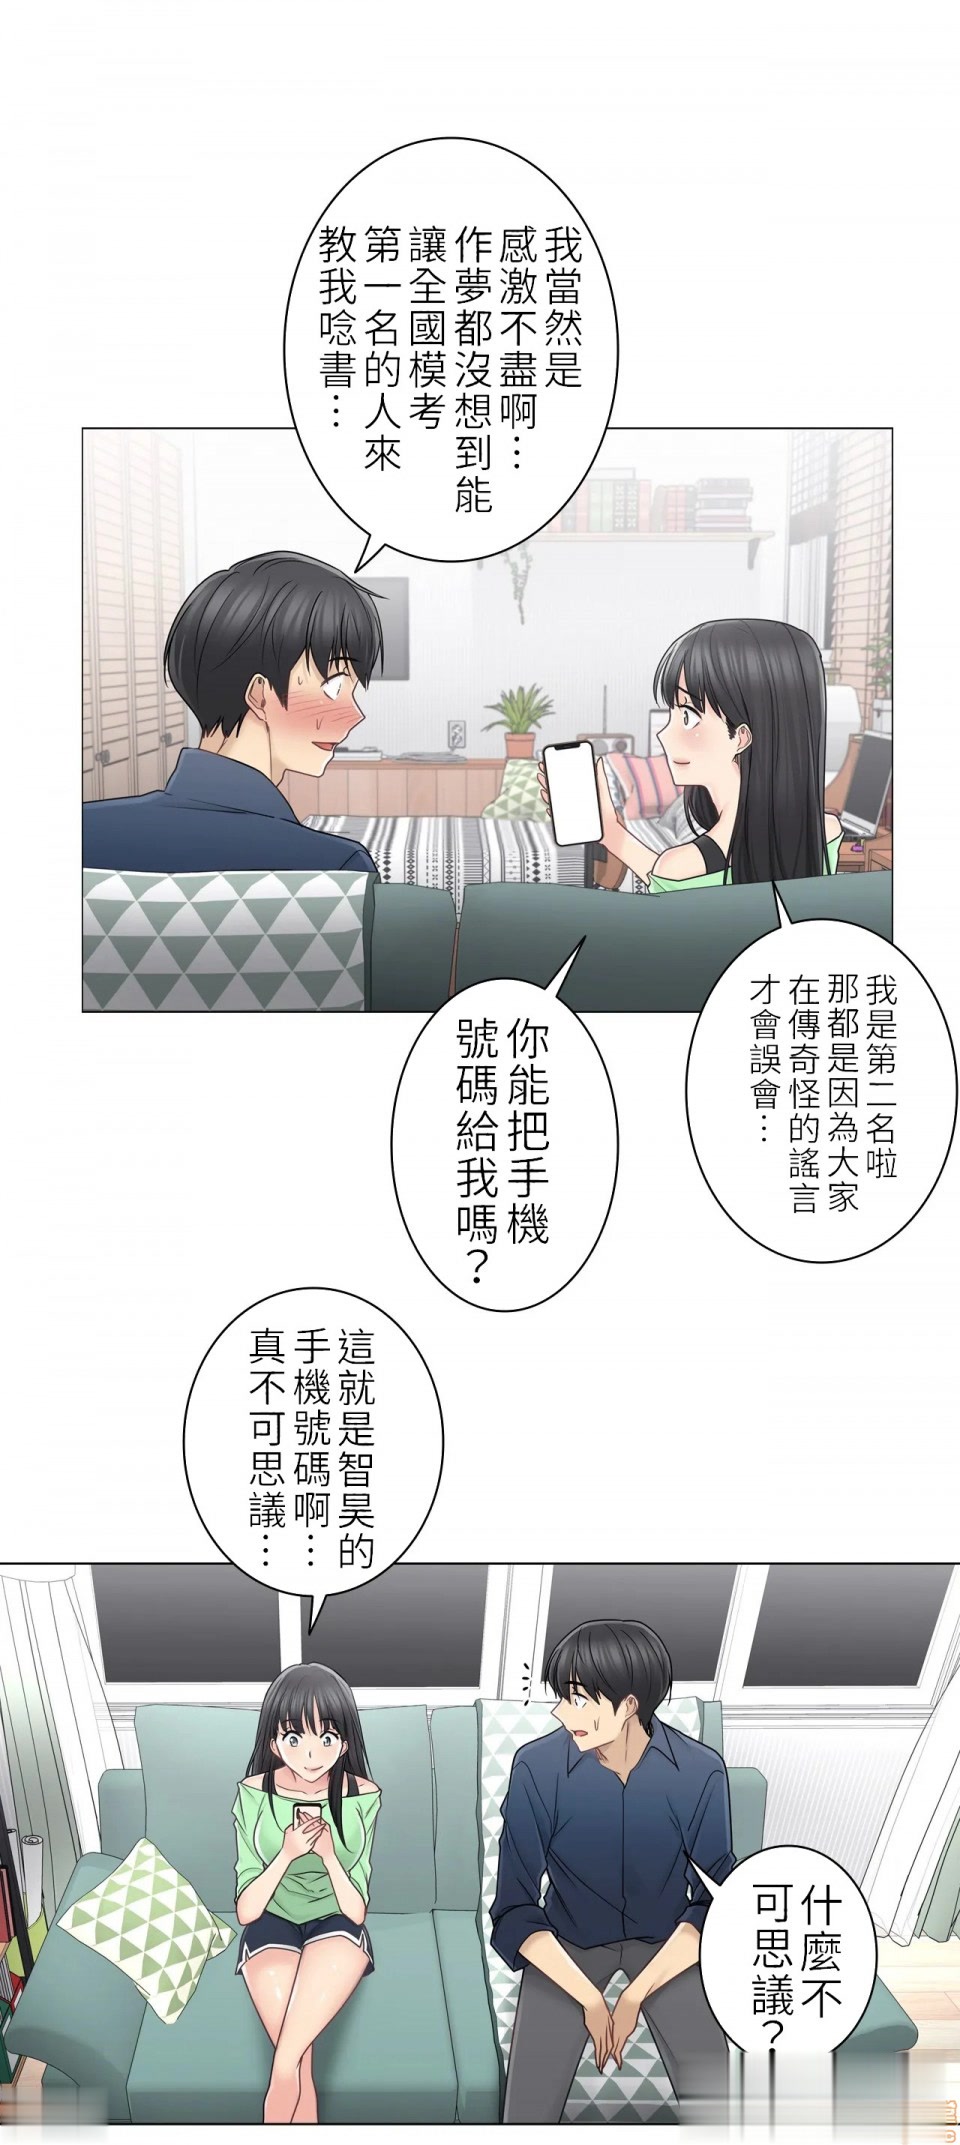 我當然是
感激不盡啊⋯
作夢都沒想到能
讓全國模考
第一名的人來
教我唸書⋯
我是第二名啦
那都是因為大家
在傳奇怪的謠言
才會誤會⋯
你能把手機
號碼給我嗎？
這就是智昊的
手機號碼啊⋯
真不可思議⋯
什麼不
可思議？